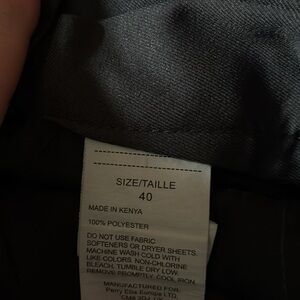 SIZE/TAILLE
40
MADE IN KENYA
100% POLYESTER
DO NOT USE FABRIC
SOFTENERS OR DRYER SHEETS.
MACHINE WASH COLD WITH
LIKE COLORS. NON-CHLORINE
BLEACH. TUMBLE DRY LOW.
REMOVE PROMPTLY. COOL IRON.
MANUFACTURED FOR
Perry Ellis Europe LTD.